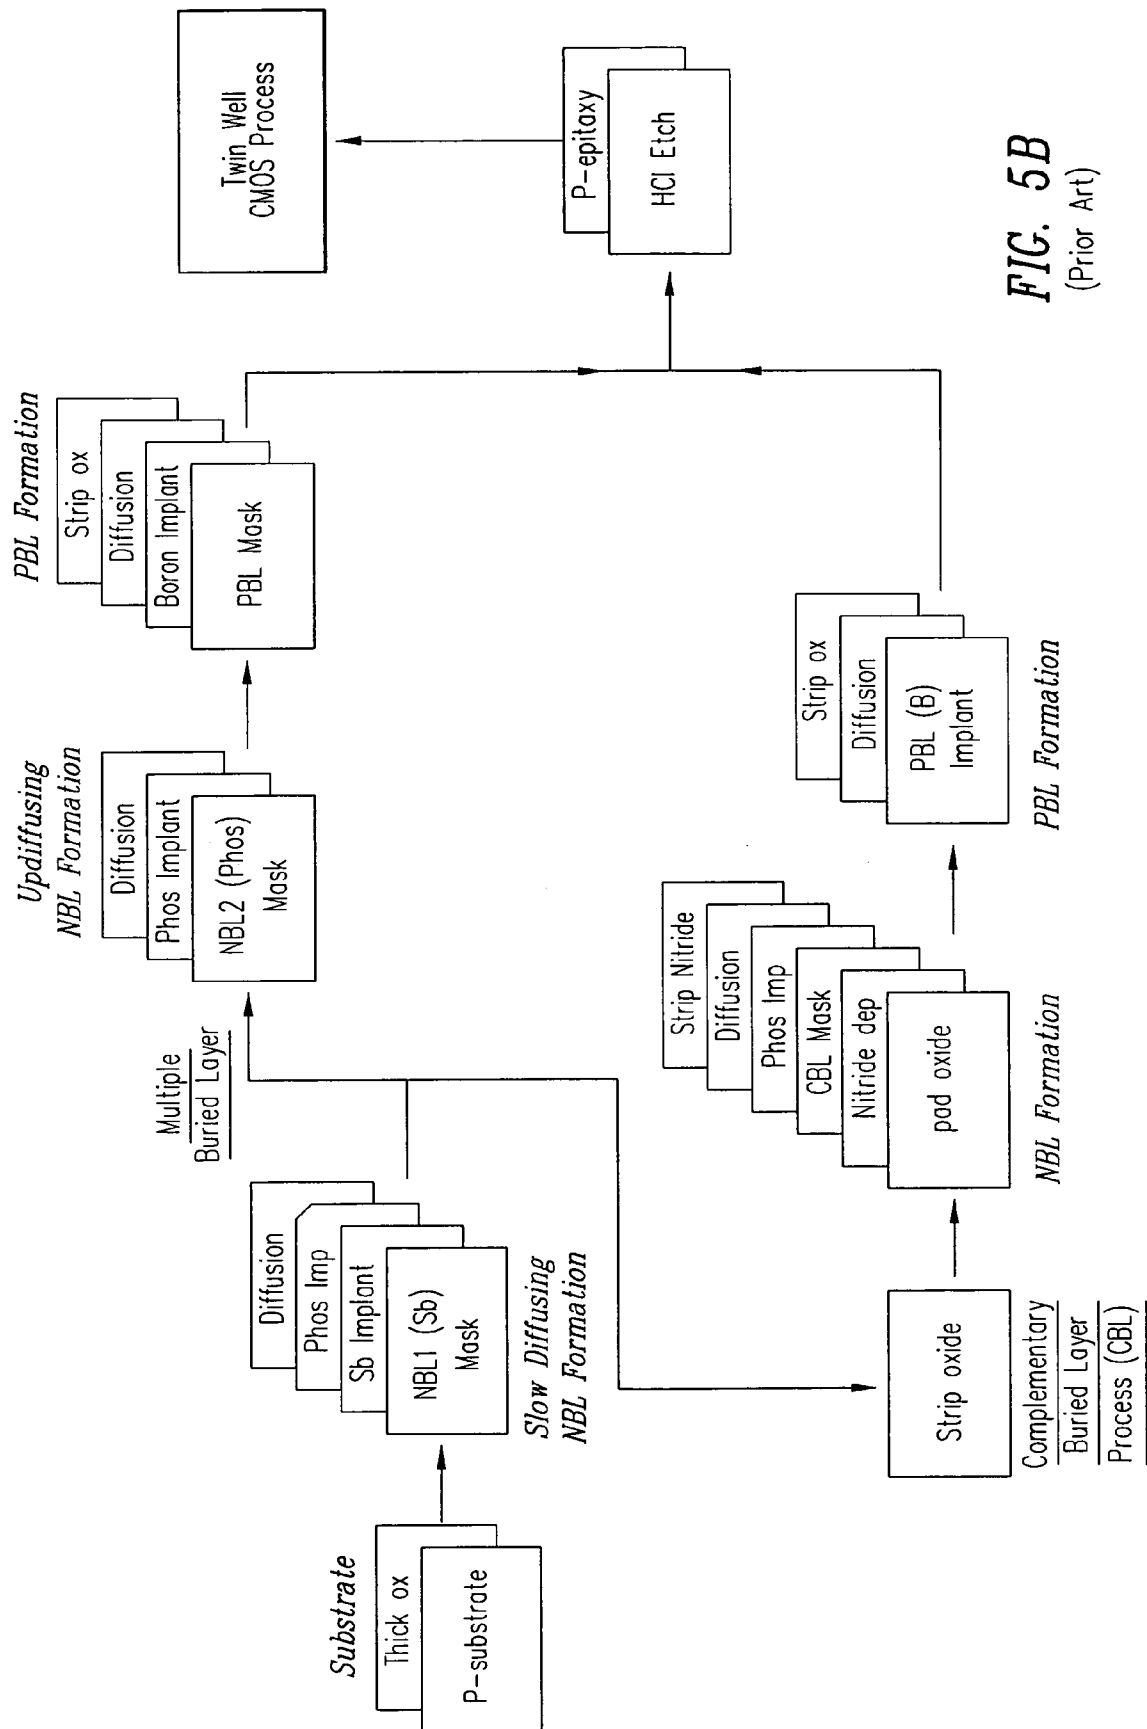 Substrate
Thick ox
P-substrate
Diffusion
Phos Imp
Sb Implant
NBL1 (Sb)
Mask
Slow Diffusing
NBL Formation
Multiple
Buried Layer
Updiffusing
NBL Formation
Diffusion
Phos Implant
NBL2 (Phos)
Mask
PBL Formation
Strip ox
Diffusion
Boron Implant
PBL Mask
Strip oxide
Complementary
Buried Layer
Process (CBL)
Strip Nitride
Diffusion
Phos Imp
CBL Mask
Nitride dep
pad oxide
NBL Formation
Strip ox
Diffusion
PBL (B)
Implant
PBL Formation
P-epitaxy
HCl Etch
Twin Well
CMOS Process
FIG. 5B
(Prior Art)